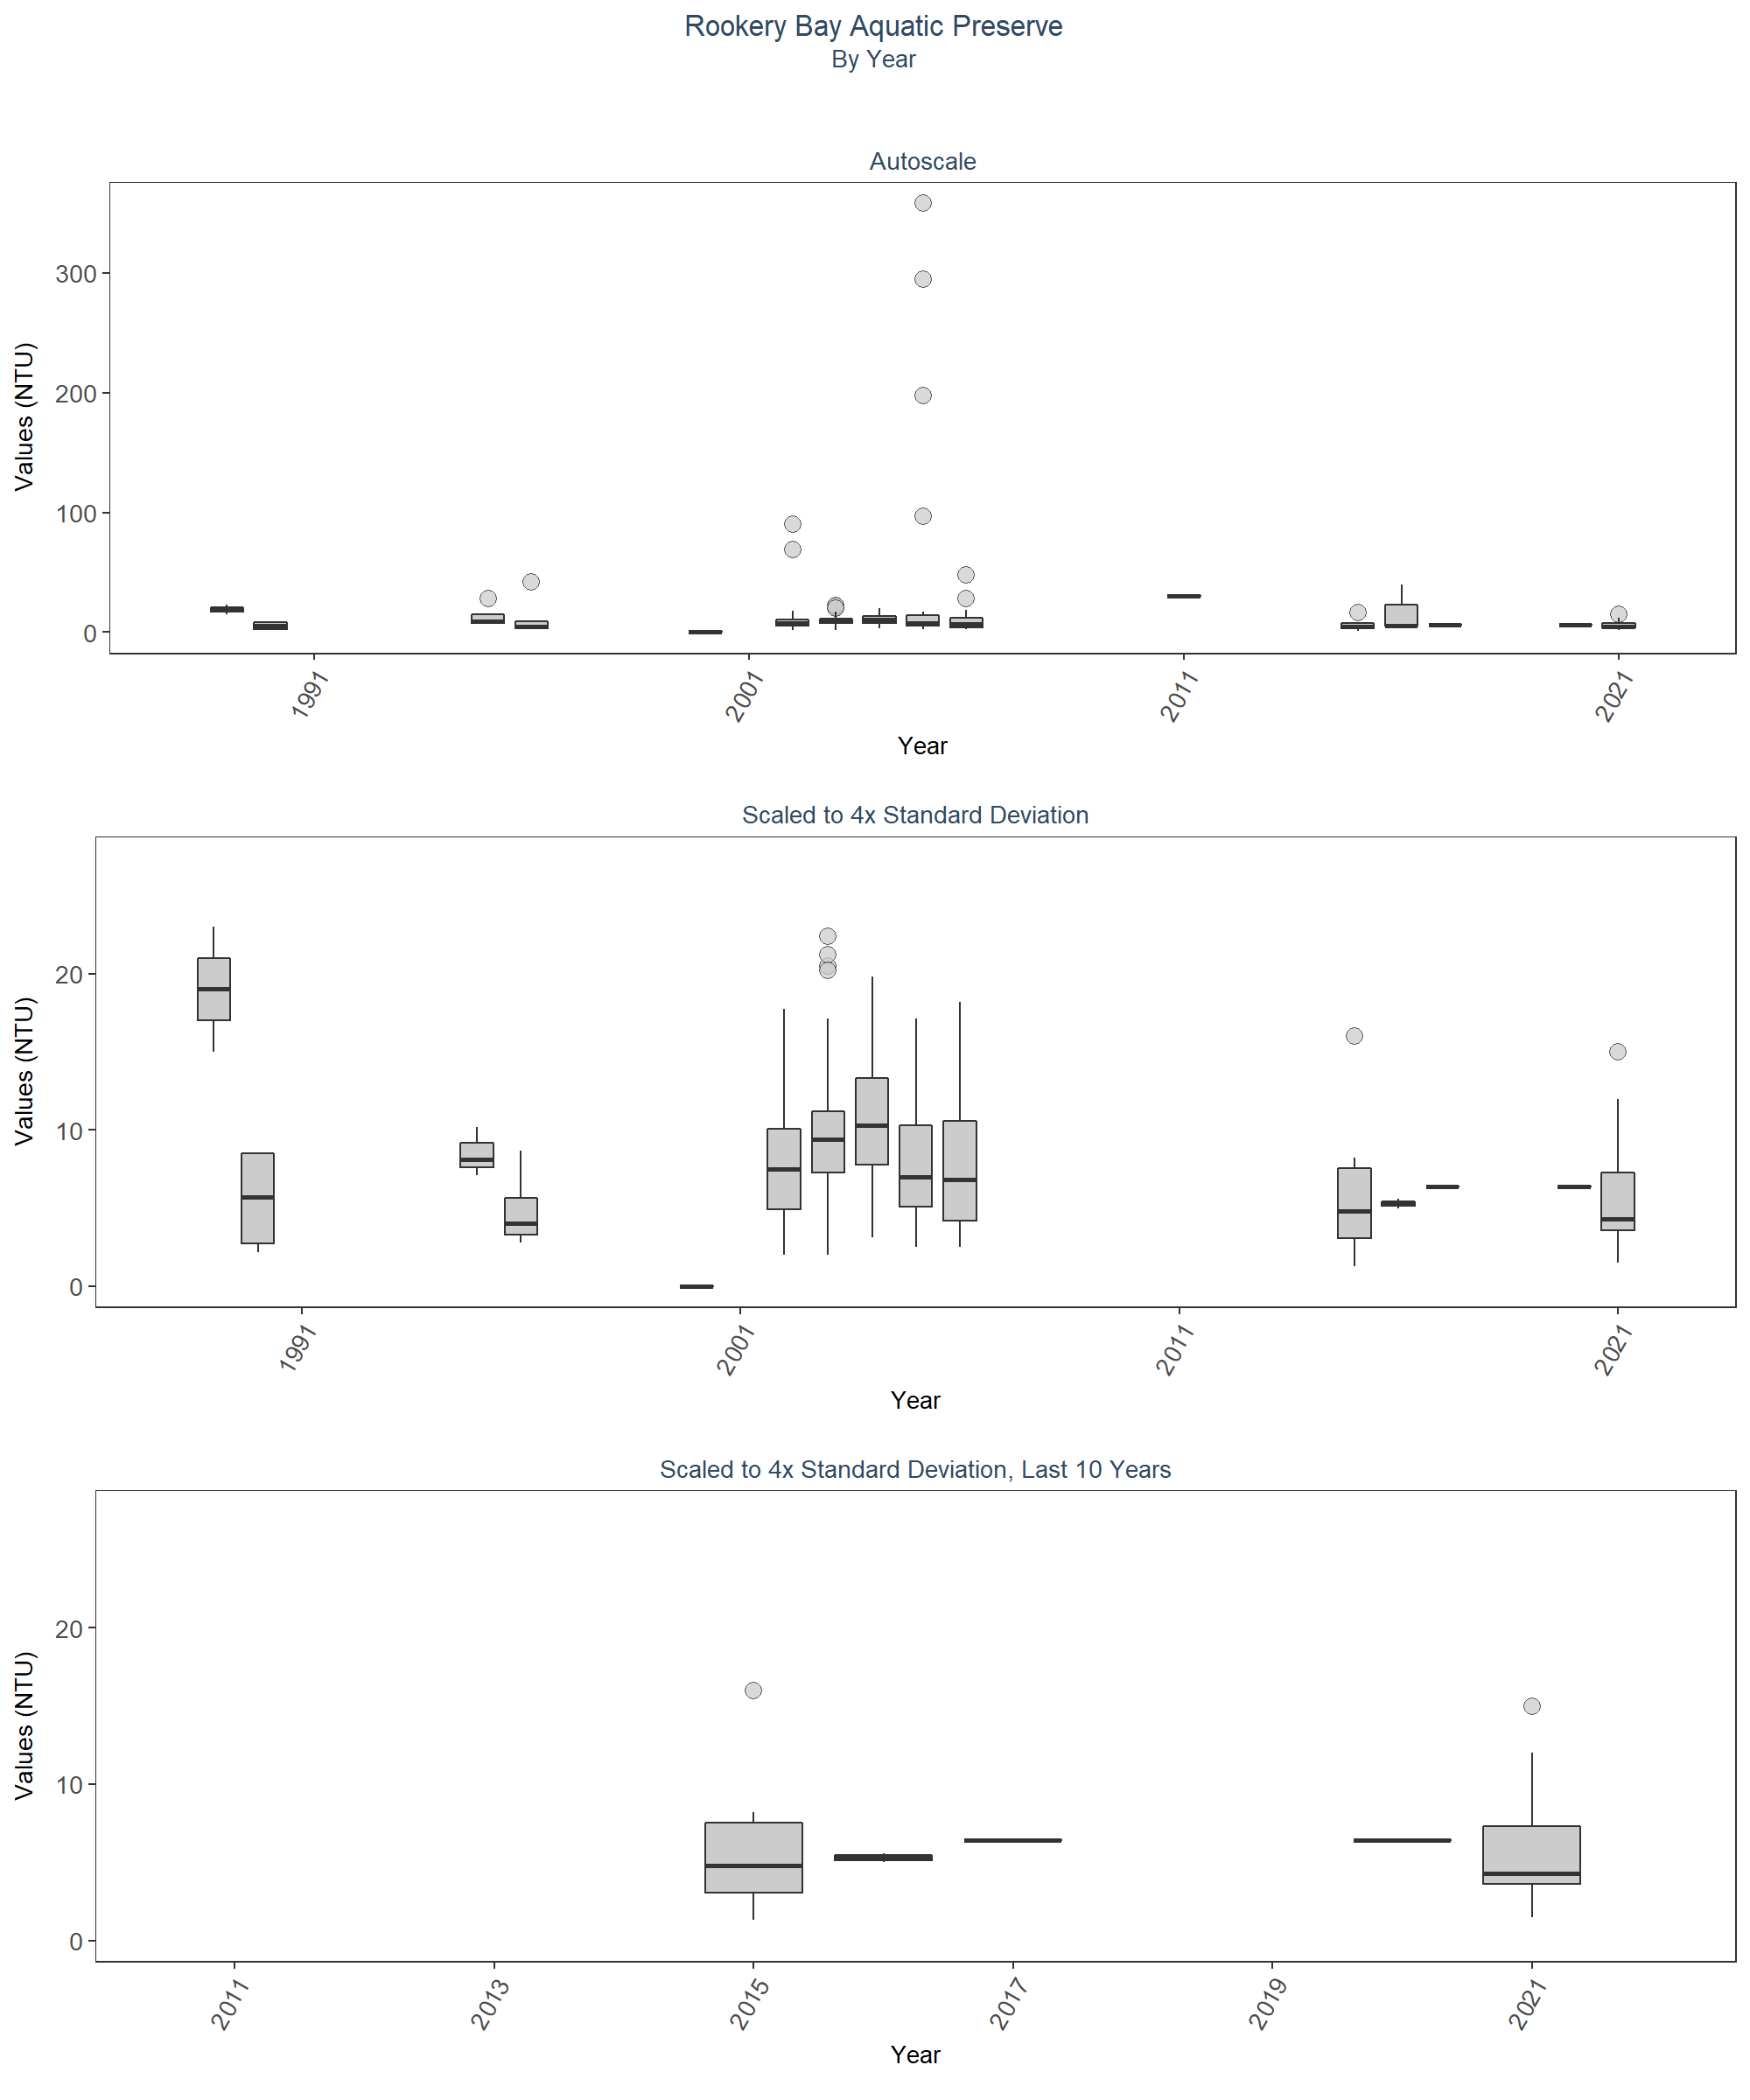 Rookery Bay Aquatic Preserve
By Year
Autoscale
Values (NTU)
300
200
100
0
1991
2001
2011
2021
Year
Scaled to 4x Standard Deviation
Values (NTU)
20
10
0
1991
2001
2011
2021
Year
Scaled to 4x Standard Deviation, Last 10 Years
Values (NTU)
20
10
0
2011
2013
2015
2017
2019
2021
Year